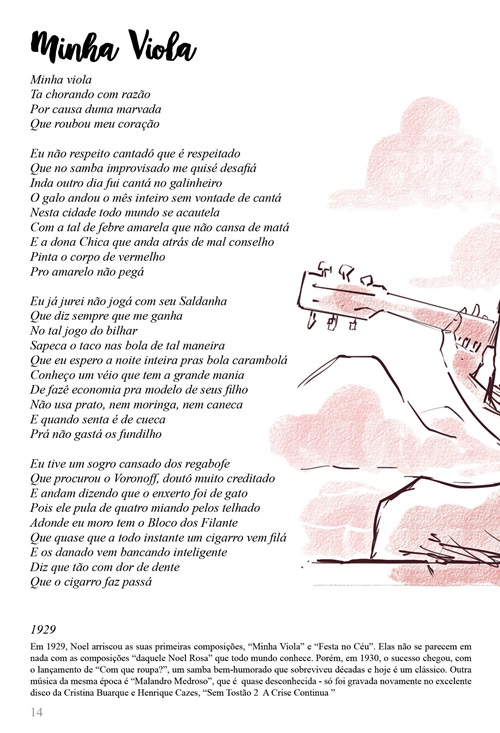 Minha Viola
Minha viola
Ta chorando com razão
Por causa duma marvada
Que roubou meu coração
Eu não respeito cantadô que é respeitado
Que no samba improvisado me quisé desafiá
Inda outro dia fui cantá no galinheiro
O galo andou o mês inteiro sem vontade de cantá
Nesta cidade todo mundo se acautela
Com a tal de febre amarela que não cansa de matá
E a dona Chica que anda atrás de mal conselho
Pinta o corpo de vermelho
Pro amarelo não pegá
Eu já jurei não jogá com seu Saldanha
Que diz sempre que me ganha
No tal jogo do bilhar
Sapeca o taco nas bola de tal maneira
Que eu espero a noite inteira pras bola carambolá
Conheço um véio que tem a grande mania
De fazê economia pra modelo de seus filho
Não usa prato, nem moringa, nem caneca
E quando senta é de cueca
Prá não gastá os fundilho
Eu tive um sogro cansado dos regabofe
Que procurou o Voronoff, doutô muito creditado
E andam dizendo que o enxerto foi de gato
Pois ele pula de quatro miando pelos telhado
Adonde eu moro tem o Bloco dos Filante
Que quase que a todo instante um cigarro vem filá
E os danado vem bancando inteligente
Diz que tão com dor de dente
Que o cigarro faz passá
1929
Em 1929, Noel arriscou as suas primeiras composições, “Minha Viola” e “Festa no Céu”. Elas não se parecem em
nada com as composições “daquele Noel Rosa” que todo mundo conhece. Porém, em 1930, o sucesso chegou, com
o lançamento de “Com que roupa?”, um samba bem-humorado que sobreviveu décadas e hoje é um clássico. Outra
música da mesma época é “Malandro Medroso”, que é quase desconhecida - só foi gravada novamente no excelente
disco da Cristina Buarque e Henrique Cazes, “Sem Tostão 2 A Crise Continua ”
14